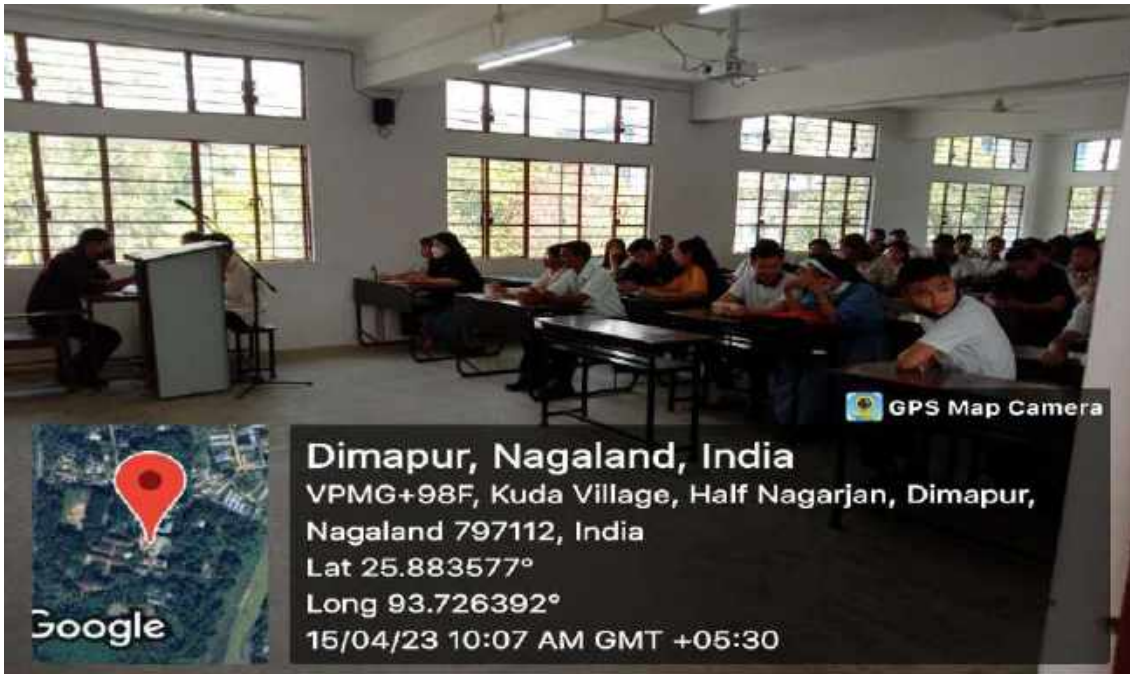 GPS Map Camera
Dimapur, Nagaland, India
VPMG+98F, Kuda Village, Half Nagarjan, Dimapur,
Nagaland 797112, India
Lat 25.883577°
Long 93.726392°
15/04/23 10:07 AM GMT +05:30
Google